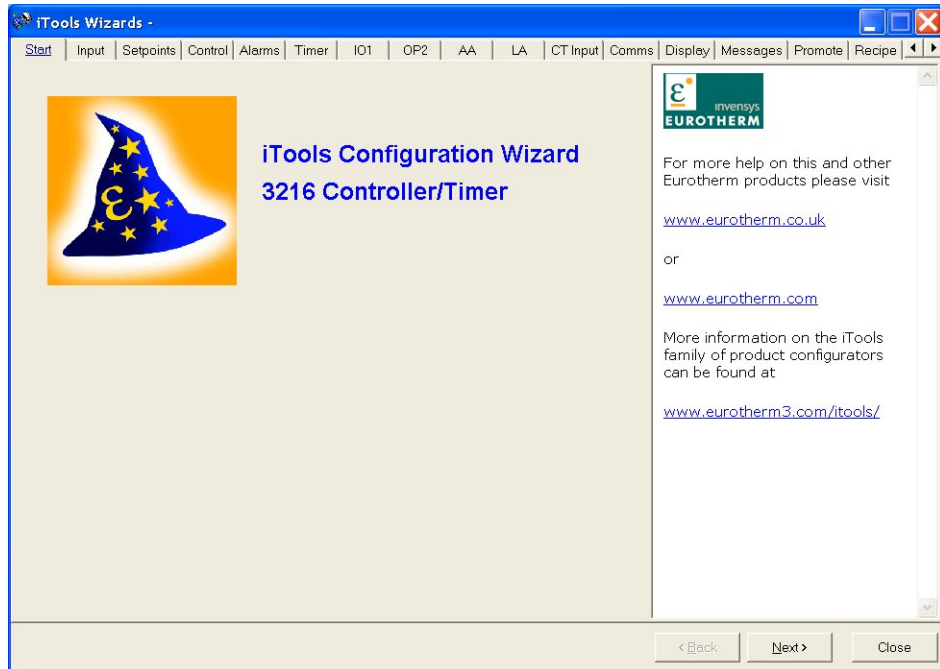 iTools Wizards -
Start Input Setpoints Control Alarms Timer IO1 OP2 AA LA CT Input Comms Display Messages Promote Recipe
iTools Configuration Wizard
3216 Controller/Timer
ε
ε
invensys
EUROTHERM
For more help on this and other
Eurotherm products please visit
www.eurotherm.co.uk
or
www.eurotherm.com
More information on the iTools
family of product configurators
can be found at
www.eurotherm3.com/itools/
< Back Next > Close